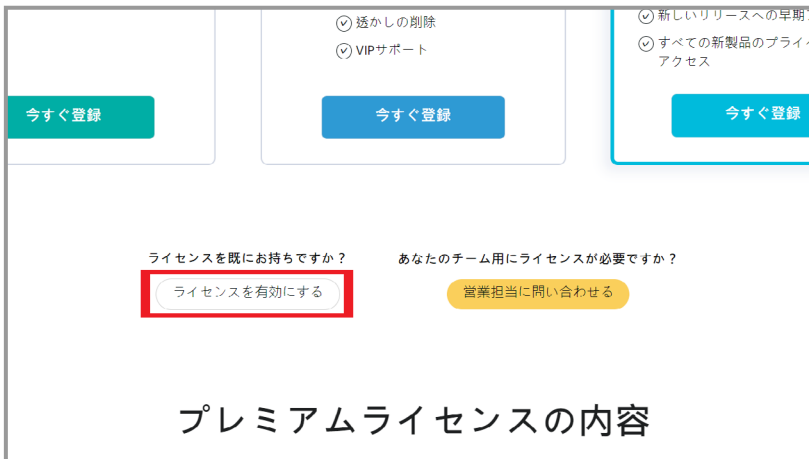 透かしの削除
VIPサポート
新しいリリースへの早期
すべての新製品のプライ
アクセス
今すぐ登録
今すぐ登録
今すぐ登録
ライセンスを既にお持ちですか？
あなたのチーム用にライセンスが必要ですか？
ライセンスを有効にする
営業担当に問い合わせる
プレミアムライセンスの内容